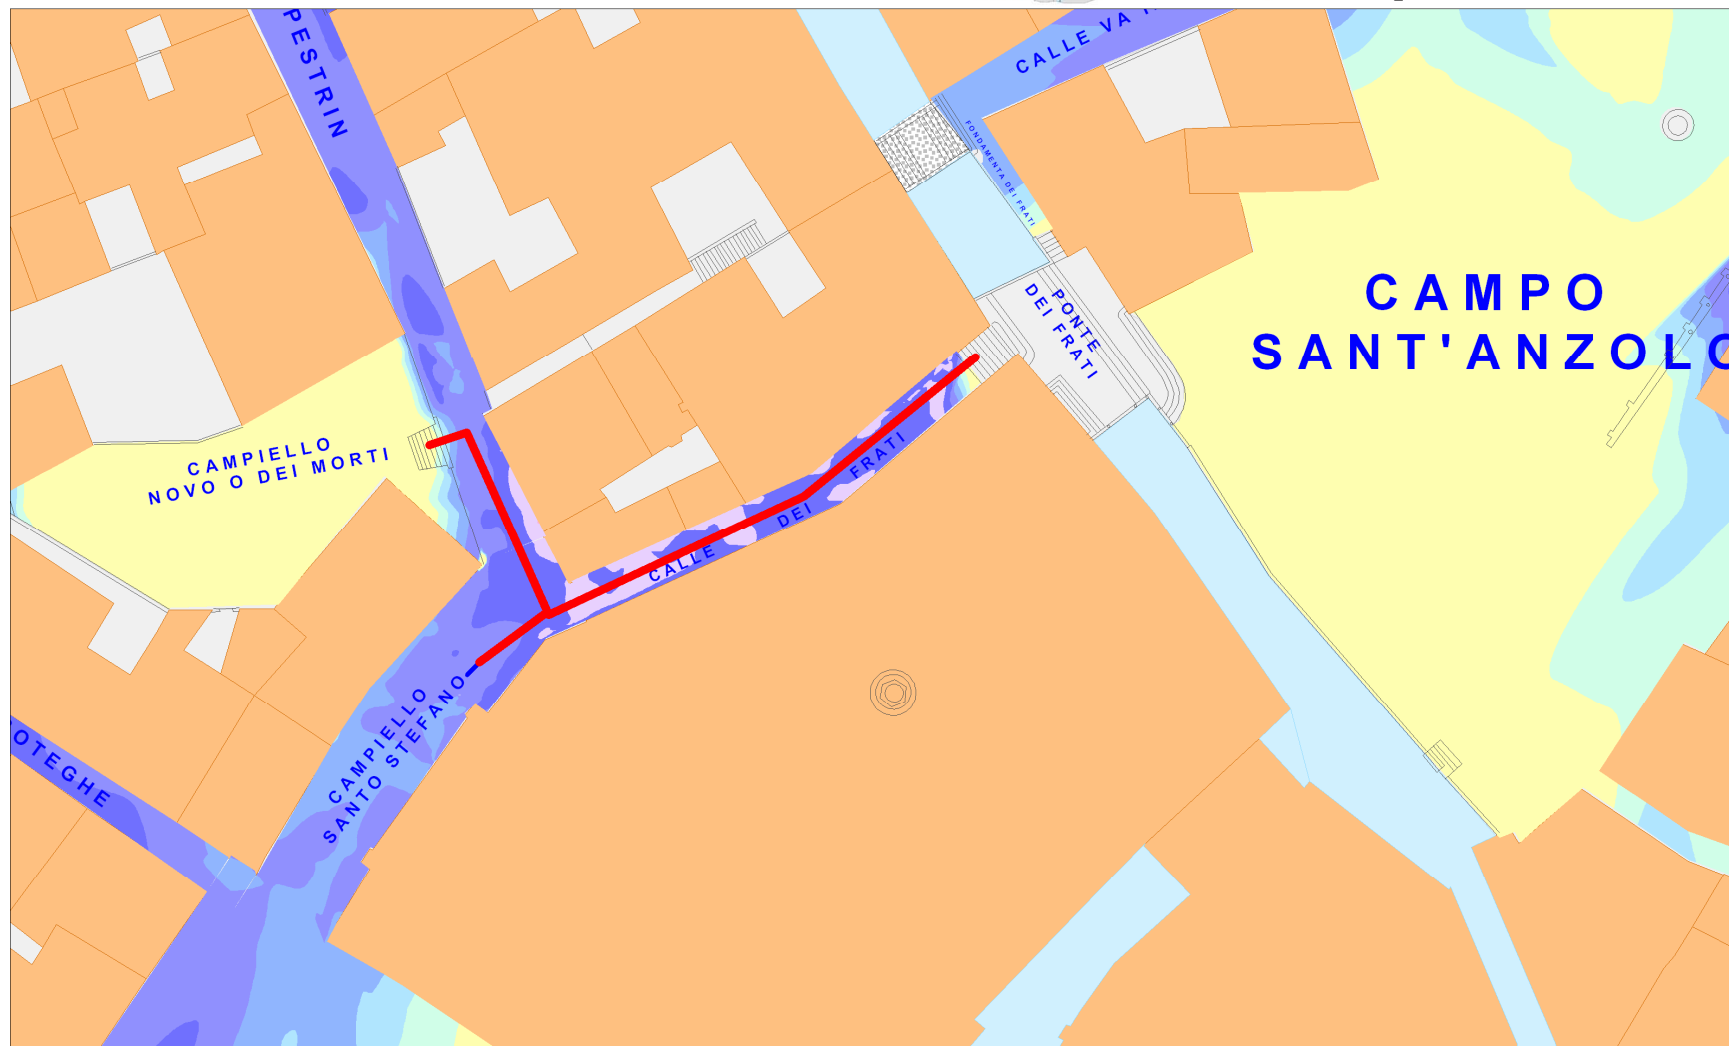 PESTRIN
CALLE VA
FONDAMENTA DEI FRATI
PONTE
DEI FRATI
CAMPO
SANT'ANZOLO
CAMPIELLO
NOVO O DEI MORTI
CALLE DEI FRATI
CAMPIELLO
SANTO STEFANO
OTEGHE